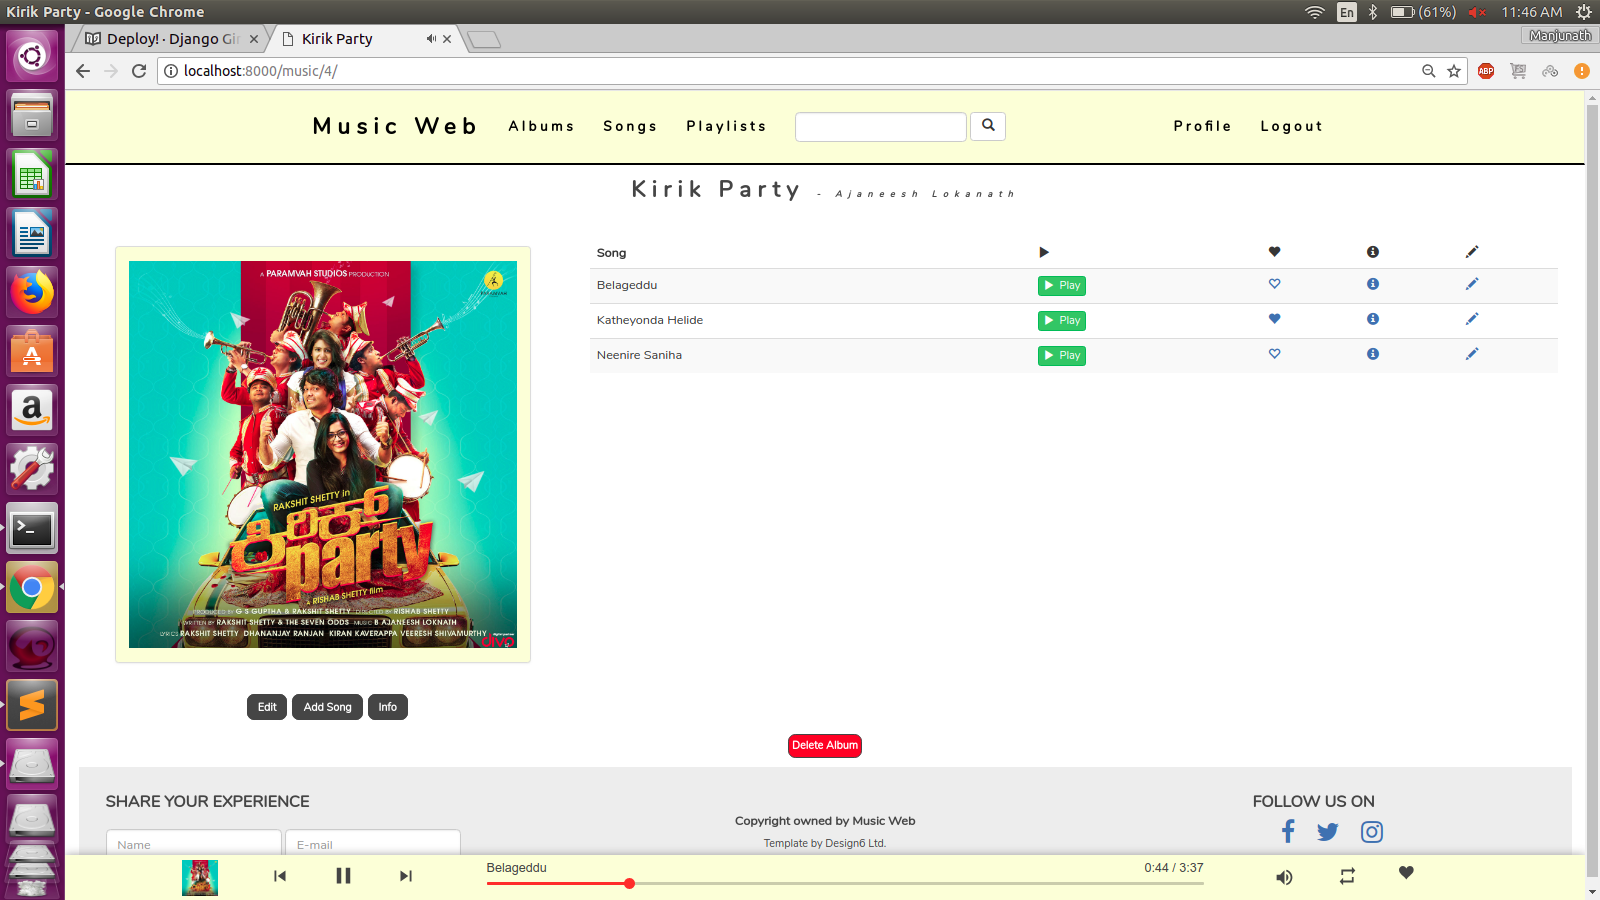 Kirik Party - Google Chrome
En
(61%)
11:46 AM
Deploy! · Django Gir
Kirik Party
Manjunath
localhost:8000/music/4/
ABP
Music Web
Albums
Songs
Playlists
Profile
Logout
Kirik Party - Ajaneesh Lokanath
A PARAMVAH STUDIOS PRODUCTION
RAKSHIT SHETTY in
ಕಿರಿಕ್
party
A RISHAB SHETTY film
PRODUCED BY G S GUPTHA & RAKSHIT SHETTY DIRECTED BY RISHAB SHETTY
WRITTEN BY RAKSHIT SHETTY & THE SEVEN ODDS MUSIC B AJANEESH LOKNATH
LYRICS RAKSHIT SHETTY DHANANJAY RANJAN KIRAN KAVERAPPA VEERESH SHIVAMURTHY
divo
Song
Belageddu
Play
Katheyonda Helide
Play
Neenire Saniha
Play
Edit
Add Song
Info
Delete Album
SHARE YOUR EXPERIENCE
Name
E-mail
Copyright owned by Music Web
Template by Design6 Ltd.
FOLLOW US ON
Belageddu
0:44 / 3:37